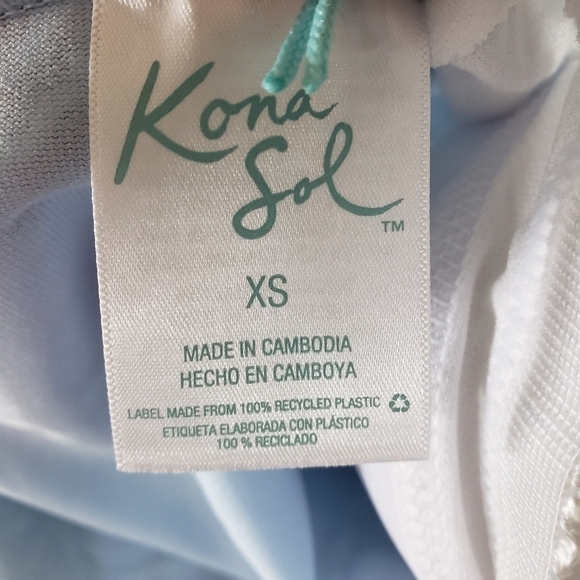 Kona
Sol
TM
XS
MADE IN CAMBODIA
HECHO EN CAMBOYA
LABEL MADE FROM 100% RECYCLED PLASTIC
ETIQUETA ELABORADA CON PLÁSTICO
100 % RECICLADO